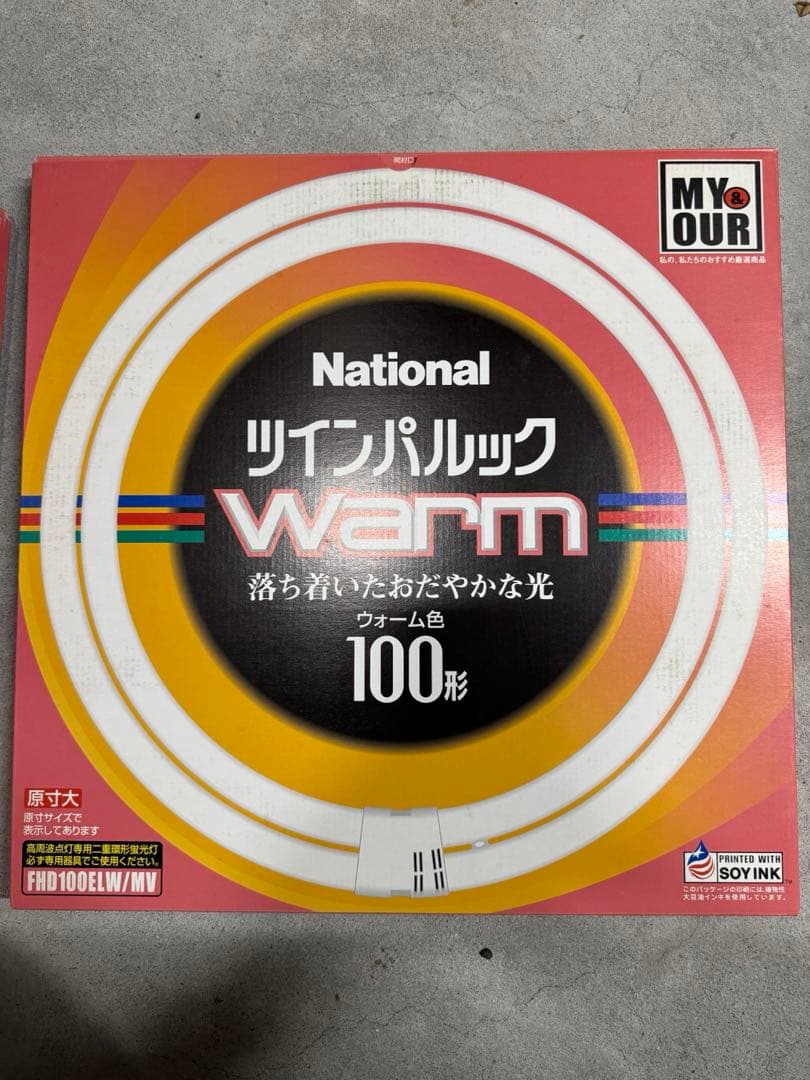 開封口
MY&
OUR
私の、私たちのおすすめ厳選商品
National
ツインパルック
warm
落ち着いたおだやかな光
ウォーム色
100形
原寸大
原寸サイズで
表示してあります
高周波点灯専用二重環形蛍光灯
必ず専用器具でご使用ください。
FHD100ELW/MV
PRINTED WITH
SOY INK™
このパッケージの印刷には、植物性
大豆油インキを使用しています。